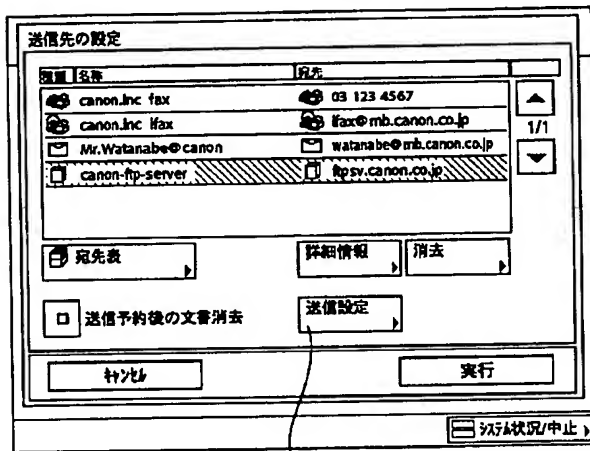 送信先の設定
種類 名称 宛先
canon.inc fax 03 123 4567
canon.inc ifax ifax@mb.canon.co.jp
1/1
Mr.Watanabe@canon watanabe@mb.canon.co.jp
canon-ftp-server ftpsv.canon.co.jp
宛先表 詳細情報 消去
送信予約後の文書消去 送信設定
キャンセル 実行
システム状況/中止